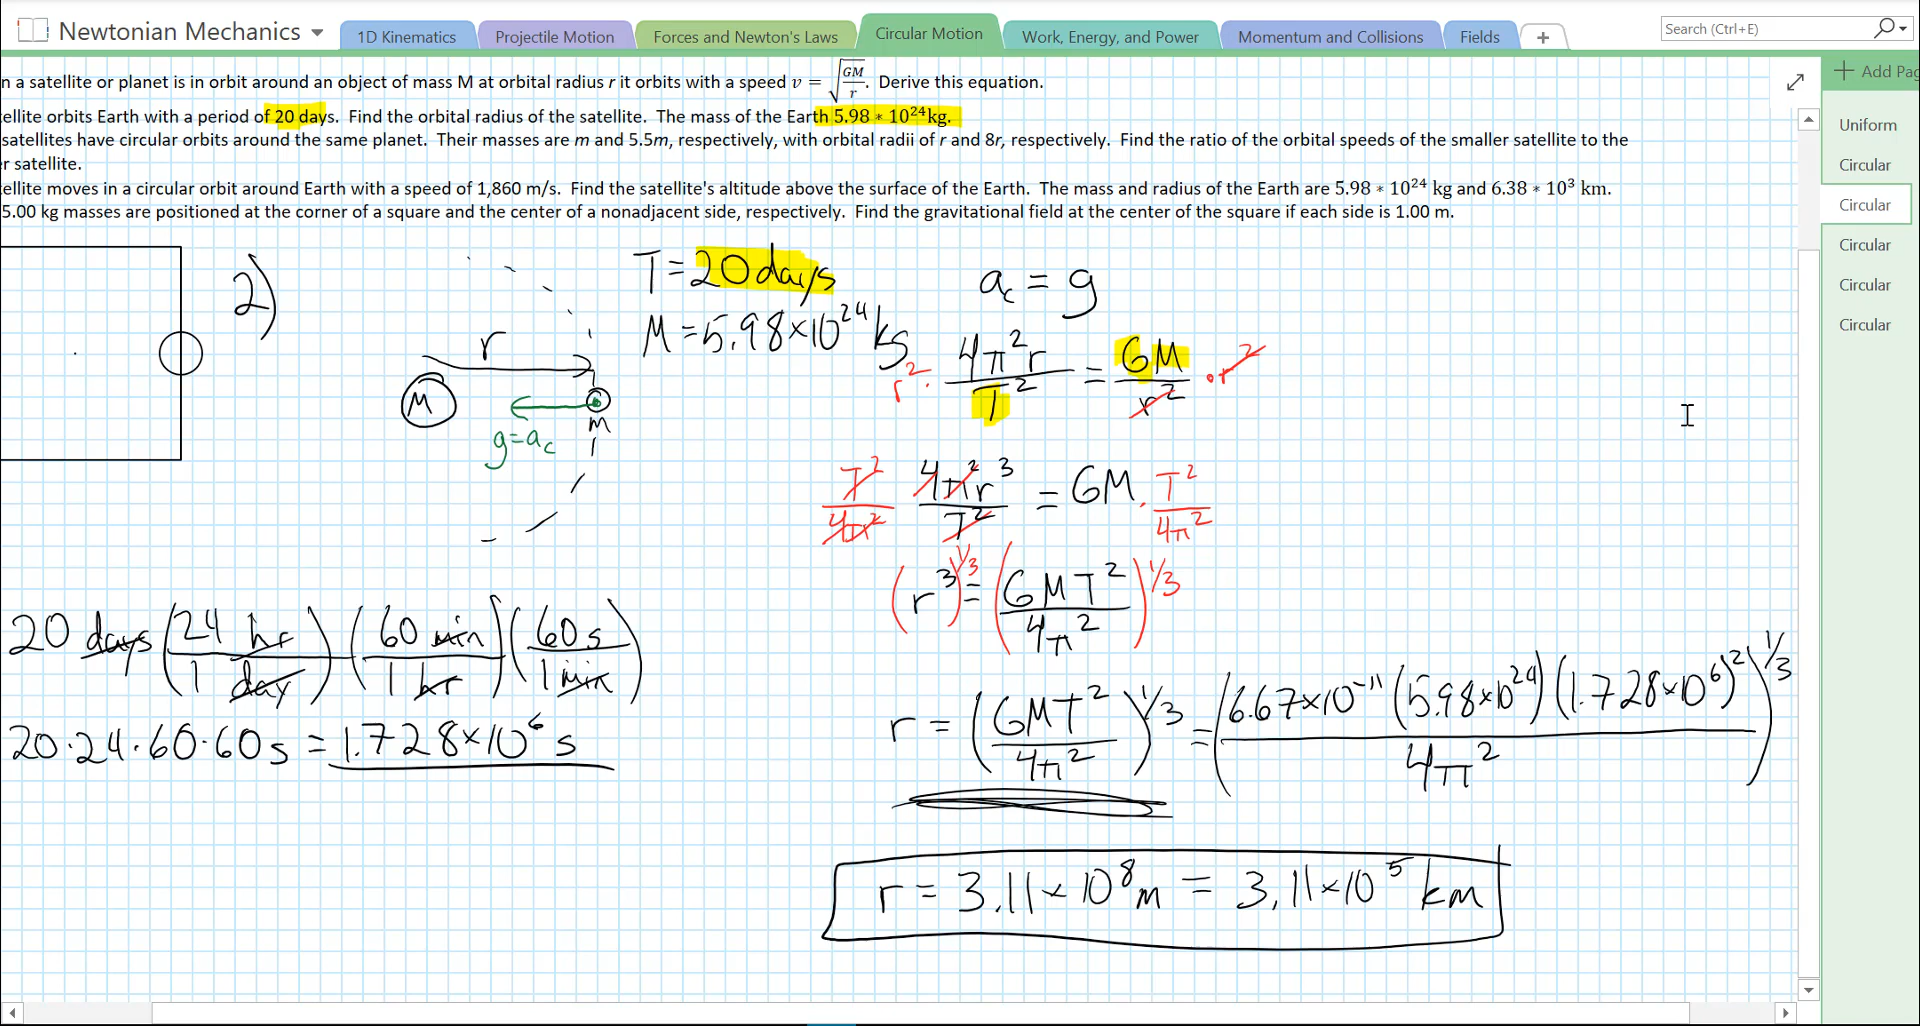 Newtonian Mechanics
1D Kinematics
Projectile Motion
Forces and Newton's Laws
Circular Motion
Work, Energy, and Power
Momentum and Collisions
Fields
Search (Ctrl+E)
Add Pag
n a satellite or planet is in orbit around an object of mass M at orbital radius r it orbits with a speed v = √(GM/r). Derive this equation.
ellite orbits Earth with a period of 20 days. Find the orbital radius of the satellite. The mass of the Earth 5.98 * 10²⁴kg.
satellites have circular orbits around the same planet. Their masses are m and 5.5m, respectively, with orbital radii of r and 8r, respectively. Find the ratio of the orbital speeds of the smaller satellite to the
r satellite.
ellite moves in a circular orbit around Earth with a speed of 1,860 m/s. Find the satellite's altitude above the surface of the Earth. The mass and radius of the Earth are 5.98 * 10²⁴ kg and 6.38 * 10³ km.
5.00 kg masses are positioned at the corner of a square and the center of a nonadjacent side, respectively. Find the gravitational field at the center of the square if each side is 1.00 m.
Uniform
Circular
Circular
Circular
Circular
Circular
2)
r
M
m
g=a_c
T = 20 days
M = 5.98×10²⁴ kg
a_c = g
r² · 4π²r/T² = GM/r² · r²
T²/4π² 4π²r³/T² = GM · T²/4π²
(r³)^1/3 = (GMT²/4π²)^1/3
r = (GMT²/4π²)^1/3 = (6.67×10⁻¹¹ (5.98×10²⁴)(1.728×10⁶)²/4π²)^1/3
r = 3.11×10⁸m = 3.11×10⁵ km
20 days (24 hr/1 day)(60 min/1 hr)(60 s/1 min)
20·24·60·60s = 1.728×10⁶ s